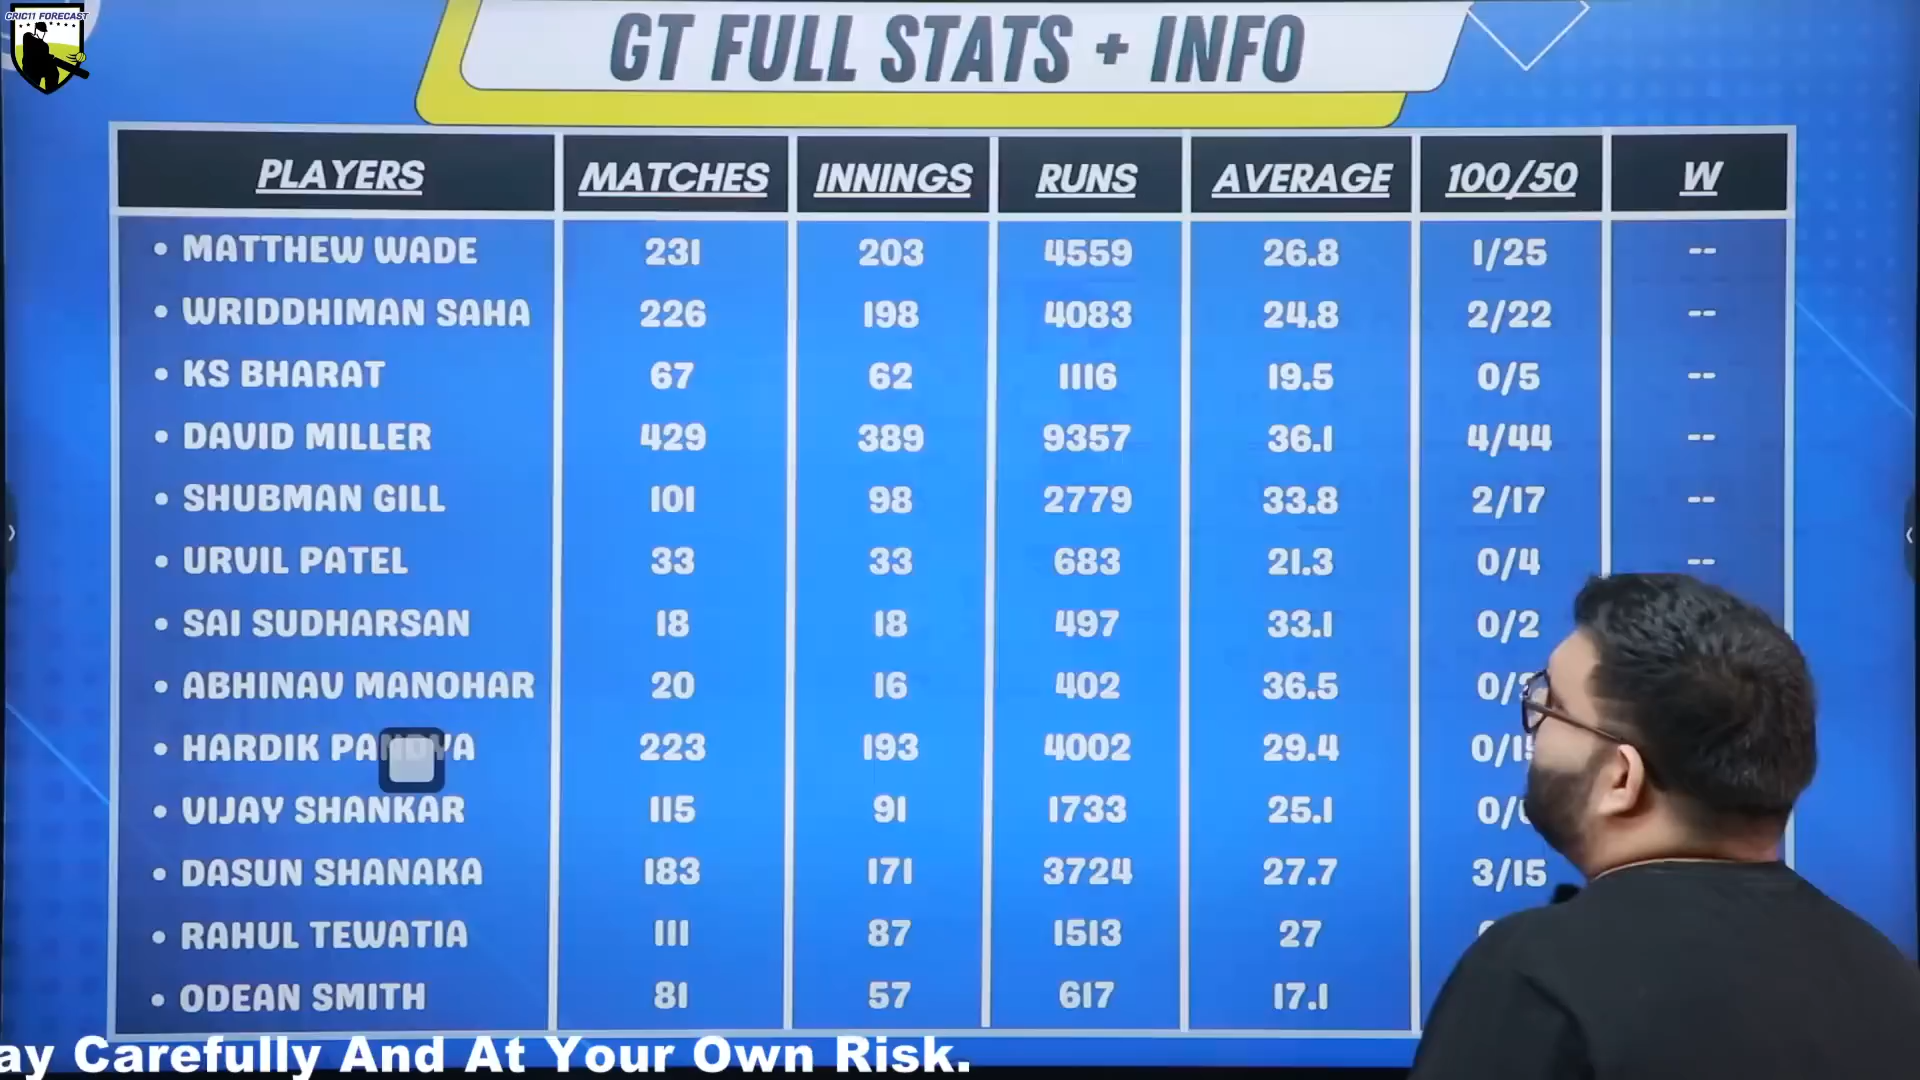 CRIC11 FORECAST
GT FULL STATS + INFO
PLAYERS MATCHES INNINGS RUNS AVERAGE 100/50 W
• MATTHEW WADE 231 203 4559 26.8 1/25 --
• WRIDDHIMAN SAHA 226 198 4083 24.8 2/22 --
• KS BHARAT 67 62 1116 19.5 0/5 --
• DAVID MILLER 429 389 9357 36.1 4/44 --
• SHUBMAN GILL 101 98 2779 33.8 2/17 --
• URVIL PATEL 33 33 683 21.3 0/4 --
• SAI SUDHARSAN 18 18 497 33.1 0/2
• ABHINAV MANOHAR 20 16 402 36.5
• HARDIK PANDYA 223 193 4002 29.4
• VIJAY SHANKAR 115 91 1733 25.1
• DASUN SHANAKA 183 171 3724 27.7 3/15
• RAHUL TEWATIA 111 87 1513 27
• ODEAN SMITH 81 57 617 17.1
Carefully And At Your Own Risk.